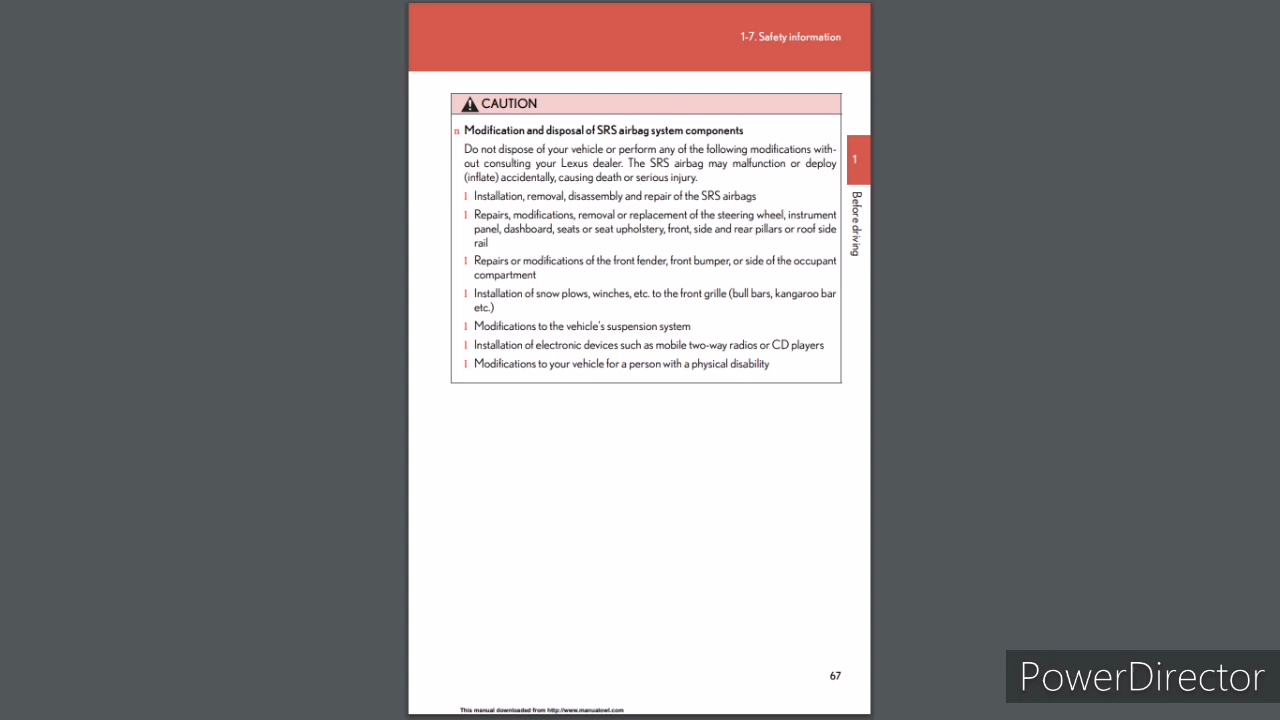 1-7. Safety information
CAUTION
n Modification and disposal of SRS airbag system components
Do not dispose of your vehicle or perform any of the following modifications with-
out consulting your Lexus dealer. The SRS airbag may malfunction or deploy
(inflate) accidentally, causing death or serious injury.
l Installation, removal, disassembly and repair of the SRS airbags
l Repairs, modifications, removal or replacement of the steering wheel, instrument
panel, dashboard, seats or seat upholstery, front, side and rear pillars or roof side
rail
l Repairs or modifications of the front fender, front bumper, or side of the occupant
compartment
l Installation of snow plows, winches, etc. to the front grille (bull bars, kangaroo bar
etc.)
l Modifications to the vehicle's suspension system
l Installation of electronic devices such as mobile two-way radios or CD players
l Modifications to your vehicle for a person with a physical disability
1
Before driving
67
This manual downloaded from http://www.manualowl.com
PowerDirector